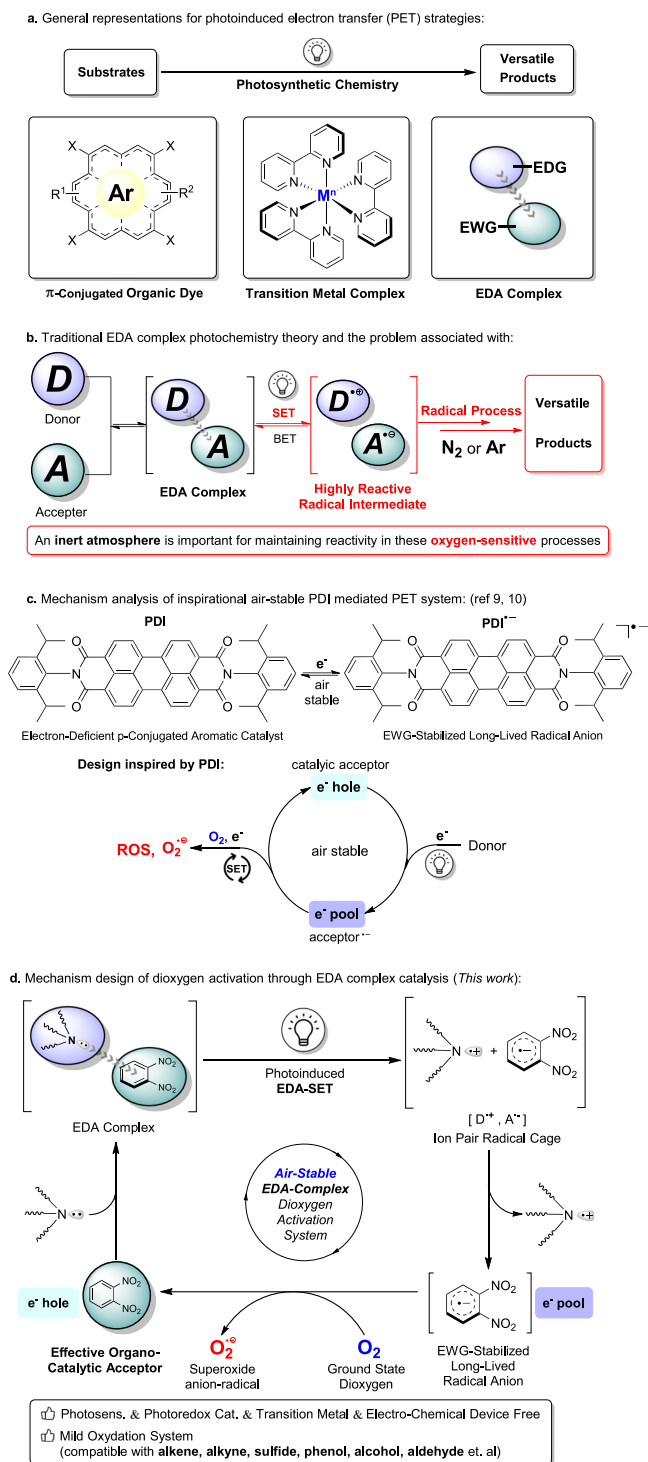 a. General representations for photoinduced electron transfer (PET) strategies:
Substrates
Photosynthetic Chemistry
Versatile
Products
X
X
R1
Ar
R2
X
X
π-Conjugated Organic Dye
N
N
N
Mn
N
N
N
Transition Metal Complex
EDG
EWG
EDA Complex
b. Traditional EDA complex photochemistry theory and the problem associated with:
D
Donor
A
Accepter
D
A
EDA Complex
SET
BET
D•⊕
A•⊖
Highly Reactive
Radical Intermediate
Radical Process
N2 or Ar
Versatile
Products
An inert atmosphere is important for maintaining reactivity in these oxygen-sensitive processes
c. Mechanism analysis of inspirational air-stable PDI mediated PET system: (ref 9, 10)
PDI
O
O
N
N
O
O
Electron-Deficient p-Conjugated Aromatic Catalyst
e-
air
stable
PDI•−
•−
O
O
N
N
O
O
EWG-Stabilized Long-Lived Radical Anion
Design inspired by PDI:
catalytic acceptor
e- hole
O2, e-
ROS, O2•⊖
SET
air stable
e-
Donor
e- pool
acceptor •−
d. Mechanism design of dioxygen activation through EDA complex catalysis (This work):
N
NO2
NO2
EDA Complex
Photoinduced
EDA-SET
N •+ +
•−
NO2
NO2
[ D•+ , A•- ]
Ion Pair Radical Cage
Air-Stable
EDA-Complex
Dioxygen
Activation
System
N
N •+
e- hole
NO2
NO2
Effective Organo-
Catalytic Acceptor
O2•⊖
Superoxide
anion-radical
O2
Ground State
Dioxygen
•−
NO2
NO2
e- pool
EWG-Stabilized
Long-Lived
Radical Anion
Photosens. & Photoredox Cat. & Transition Metal & Electro-Chemical Device Free
Mild Oxydation System
(compatible with alkene, alkyne, sulfide, phenol, alcohol, aldehyde et. al)